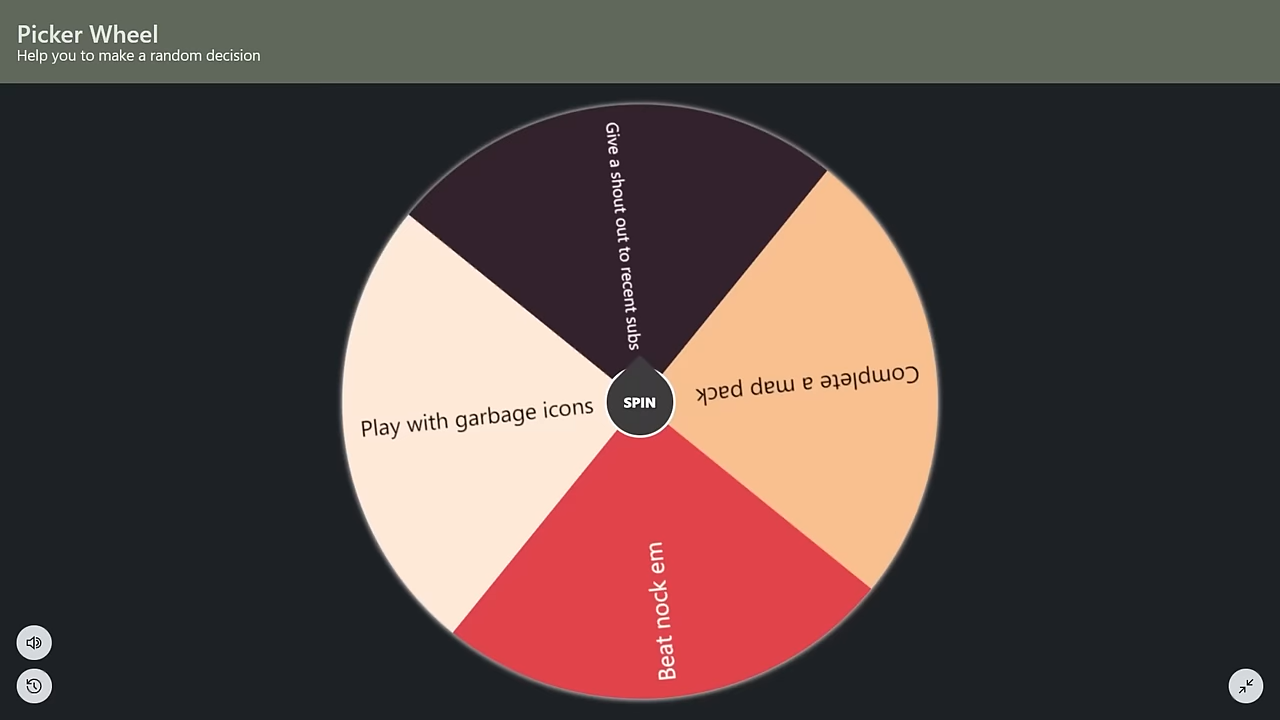 Picker Wheel
Help you to make a random decision
Give a shout out to recent subs
Complete a map pack
Play with garbage icons
SPIN
Beat nock em